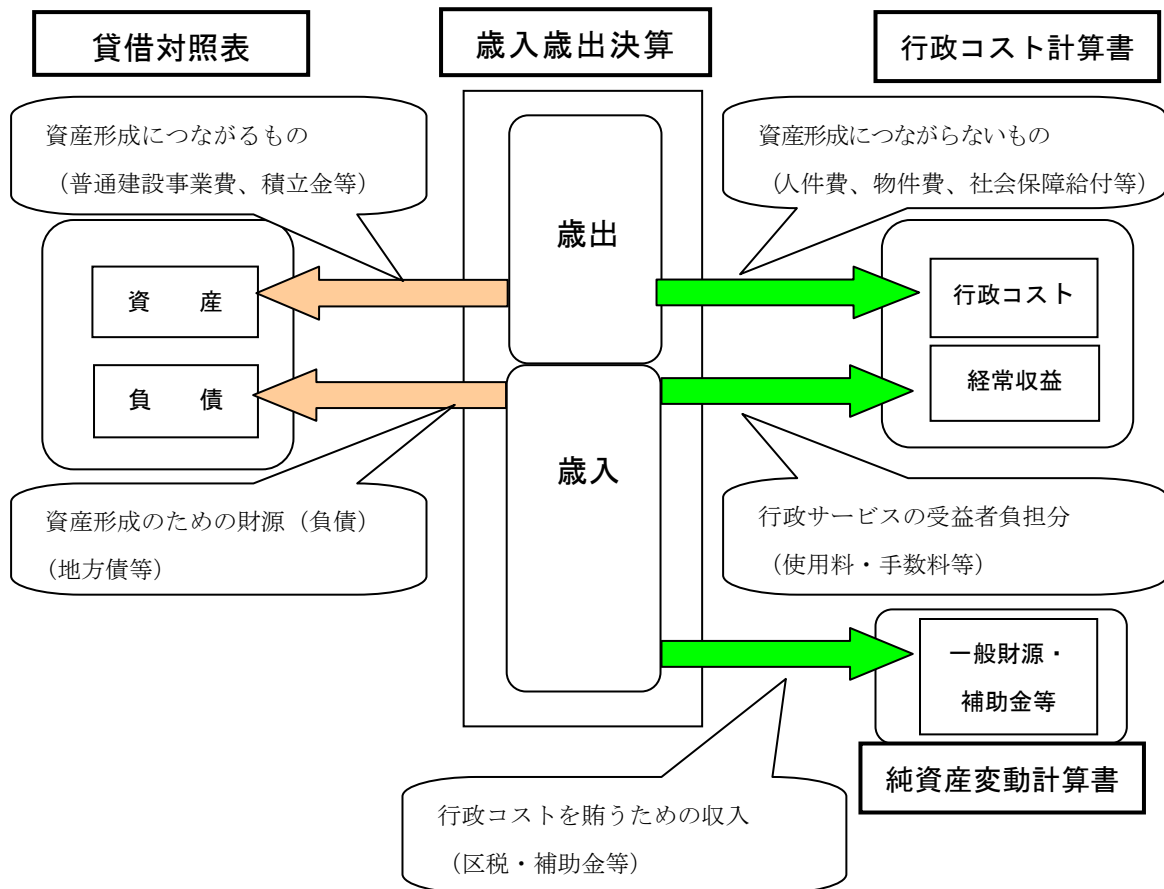 貸借対照表
歳入歳出決算
行政コスト計算書
資産形成につながるもの
（普通建設事業費、積立金等）
資産形成につながらないもの
（人件費、物件費、社会保障給付等）
歳出
資　産
行政コスト
負　債
経常収益
歳入
資産形成のための財源（負債）
（地方債等）
行政サービスの受益者負担分
（使用料・手数料等）
一般財源・
補助金等
純資産変動計算書
行政コストを賄うための収入
（区税・補助金等）